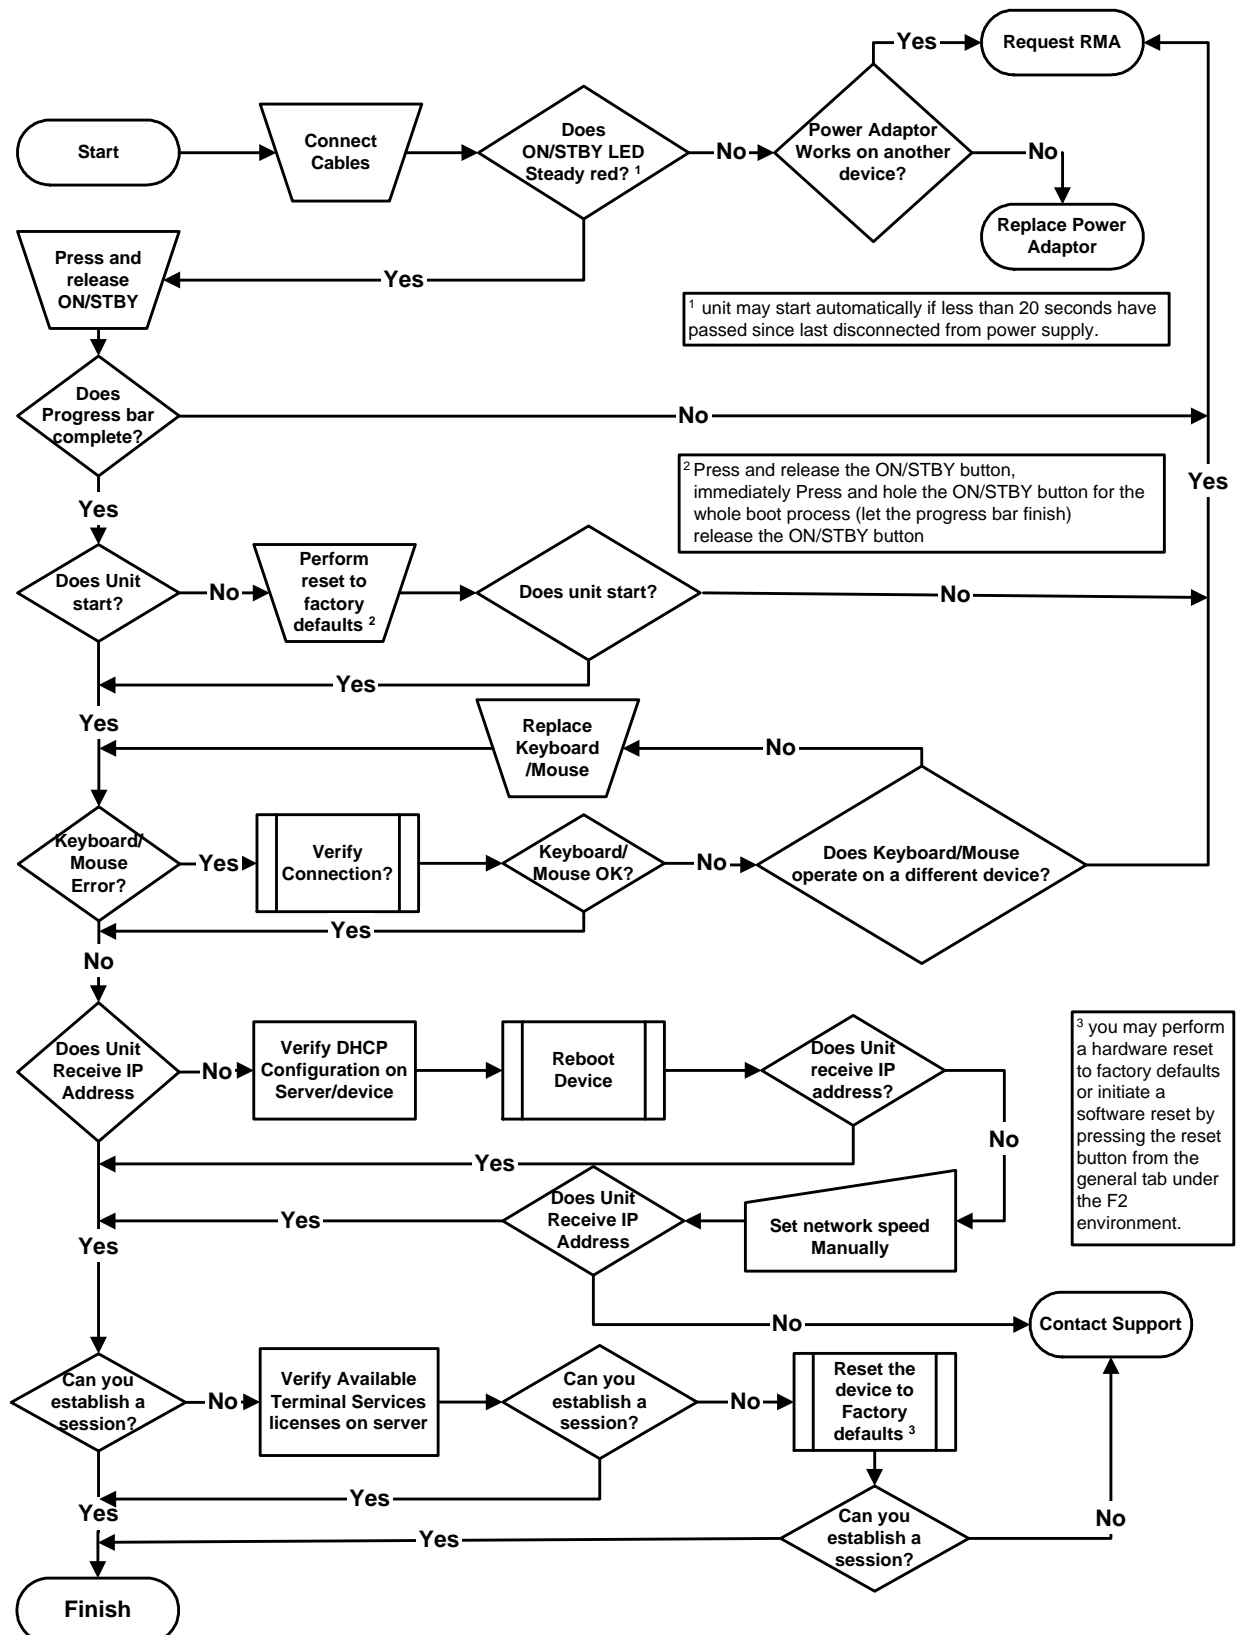 Yes
Request RMA
Start
Connect
Cables
Does
ON/STBY LED
Steady red? 1
No
Power Adaptor
Works on another
device?
No
Replace Power
Adaptor
Press and
release
ON/STBY
Yes
1 unit may start automatically if less than 20 seconds have
passed since last disconnected from power supply.
Does
Progress bar
complete?
No
Yes
2 Press and release the ON/STBY button,
immediately Press and hole the ON/STBY button for the
whole boot process (let the progress bar finish)
release the ON/STBY button
Yes
Does Unit
start?
No
Perform
reset to
factory
defaults 2
Does unit start?
No
Yes
Yes
Replace
Keyboard
/Mouse
No
Keyboard/
Mouse
Error?
Yes
Verify
Connection?
Keyboard/
Mouse OK?
No
Does Keyboard/Mouse
operate on a different device?
Yes
No
Does Unit
Receive IP
Address
No
Verify DHCP
Configuration on
Server/device
Reboot
Device
Does Unit
receive IP
address?
No
3 you may perform
a hardware reset
to factory defaults
or initiate a
software reset by
pressing the reset
button from the
general tab under
the F2
environment.
Yes
Does Unit
Receive IP
Address
Yes
Set network speed
Manually
Yes
No
Contact Support
Can you
establish a
session?
No
Verify Available
Terminal Services
licenses on server
Can you
establish a
session?
No
Reset the
device to
Factory
defaults 3
Yes
Yes
Yes
Can you
establish a
session?
No
Finish